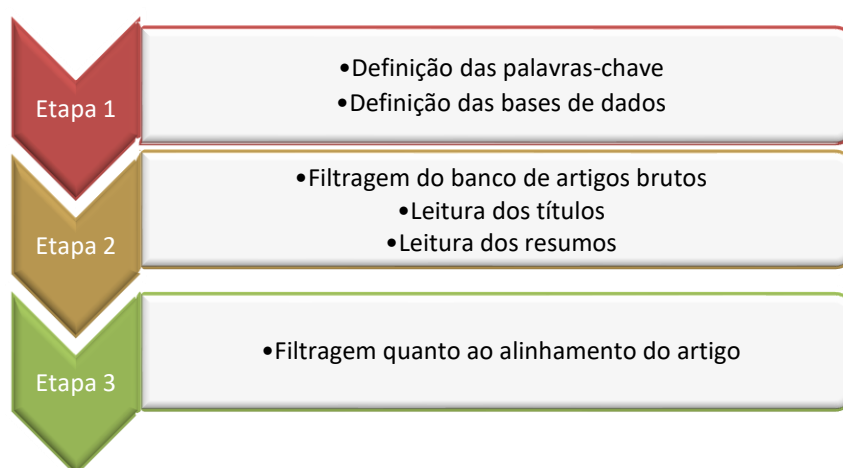 Etapa 1
•Definição das palavras-chave
•Definição das bases de dados
Etapa 2
•Filtragem do banco de artigos brutos
•Leitura dos títulos
•Leitura dos resumos
Etapa 3
•Filtragem quanto ao alinhamento do artigo